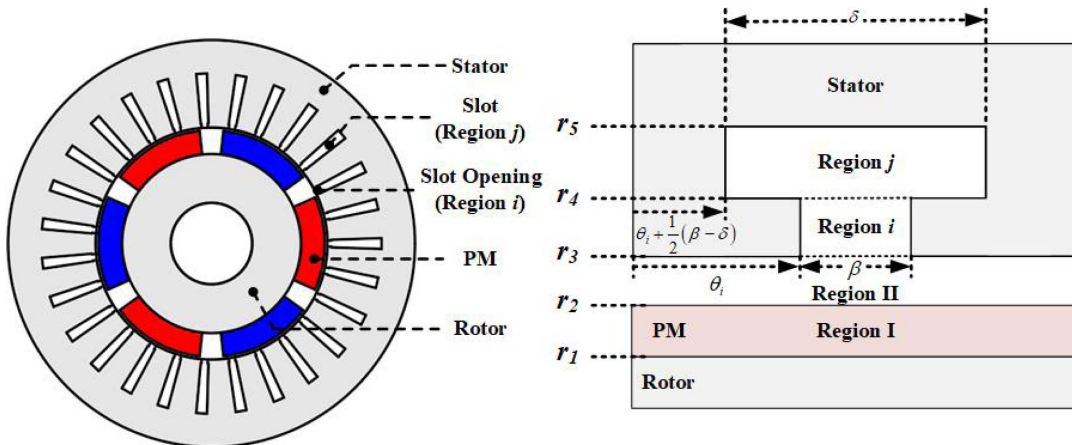 Stator
Slot
(Region j)
Slot Opening
(Region i)
PM
Rotor
δ
Stator
r5
Region j
r4
θi + 1/2 (β − δ)
Region i
r3
β
θi
Region II
r2
PM
Region I
r1
Rotor